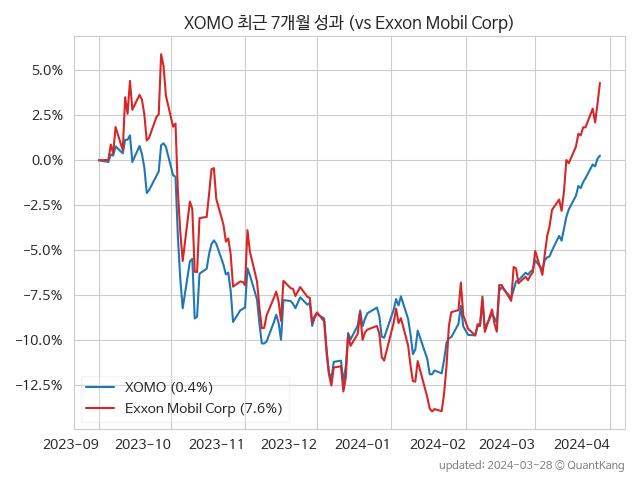 XOMO 최근 7개월 성과 (vs Exxon Mobil Corp)
5.0%
2.5%
0.0%
−2.5%
−5.0%
−7.5%
−10.0%
−12.5%
XOMO (0.4%)
Exxon Mobil Corp (7.6%)
2023−09 2023−10 2023−11 2023−12 2024−01 2024−02 2024−03 2024−04
updated: 2024−03−28 © QuantKang